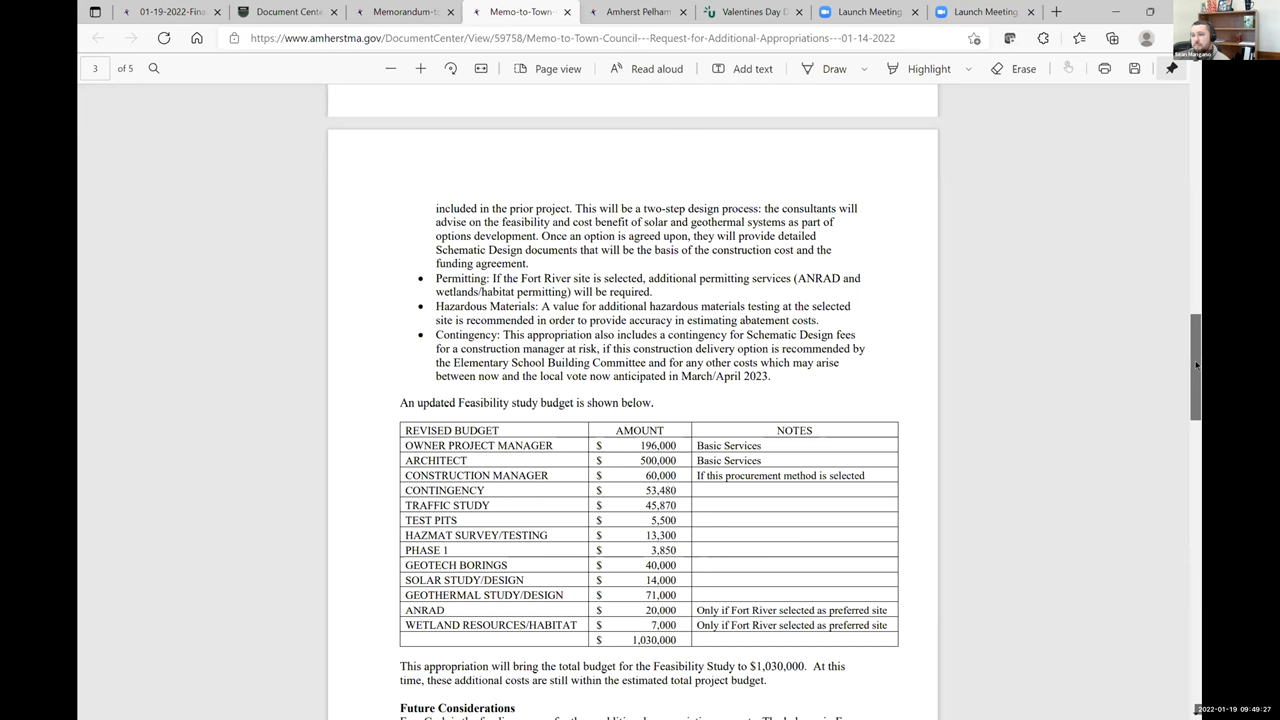 01-19-2022-Fina
Document Cente
Memorandum-to
Memo-to-Town-
Amherst Pelham
Valentines Day D
Launch Meeting
Launch Meeting
https://www.amherstma.gov/DocumentCenter/View/59758/Memo-to-Town-Council---Request-for-Additional-Appropriations---01-14-2022
3 of 5
Page view
Read aloud
Add text
Draw
Highlight
Erase
Sean Mangano
included in the prior project. This will be a two-step design process: the consultants will
advise on the feasibility and cost benefit of solar and geothermal systems as part of
options development. Once an option is agreed upon, they will provide detailed
Schematic Design documents that will be the basis of the construction cost and the
funding agreement.
• Permitting: If the Fort River site is selected, additional permitting services (ANRAD and
wetlands/habitat permitting) will be required.
• Hazardous Materials: A value for additional hazardous materials testing at the selected
site is recommended in order to provide accuracy in estimating abatement costs.
• Contingency: This appropriation also includes a contingency for Schematic Design fees
for a construction manager at risk, if this construction delivery option is recommended by
the Elementary School Building Committee and for any other costs which may arise
between now and the local vote now anticipated in March/April 2023.
An updated Feasibility study budget is shown below.
REVISED BUDGET AMOUNT NOTES
OWNER PROJECT MANAGER $ 196,000 Basic Services
ARCHITECT $ 500,000 Basic Services
CONSTRUCTION MANAGER $ 60,000 If this procurement method is selected
CONTINGENCY $ 53,480
TRAFFIC STUDY $ 45,870
TEST PITS $ 5,500
HAZMAT SURVEY/TESTING $ 13,300
PHASE 1 $ 3,850
GEOTECH BORINGS $ 40,000
SOLAR STUDY/DESIGN $ 14,000
GEOTHERMAL STUDY/DESIGN $ 71,000
ANRAD $ 20,000 Only if Fort River selected as preferred site
WETLAND RESOURCES/HABITAT $ 7,000 Only if Fort River selected as preferred site
$ 1,030,000
This appropriation will bring the total budget for the Feasibility Study to $1,030,000. At this
time, these additional costs are still within the estimated total project budget.
Future Considerations
2022-01-19 09:49:27